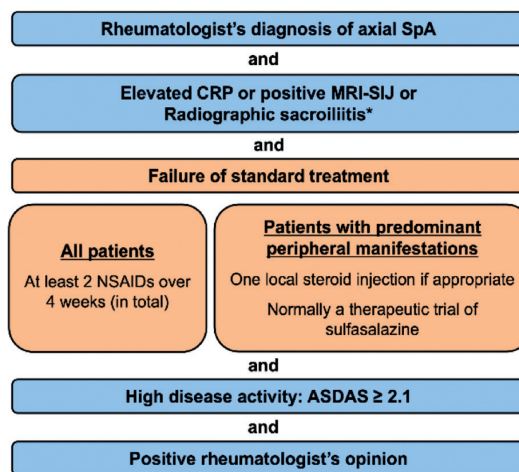 Rheumatologist's diagnosis of axial SpA
and
Elevated CRP or positive MRI-SIJ or
Radiographic sacroiliitis*
and
Failure of standard treatment
All patients
At least 2 NSAIDs over
4 weeks (in total)
Patients with predominant
peripheral manifestations
One local steroid injection if appropriate
Normally a therapeutic trial of
sulfasalazine
and
High disease activity: ASDAS ≥ 2.1
and
Positive rheumatologist's opinion